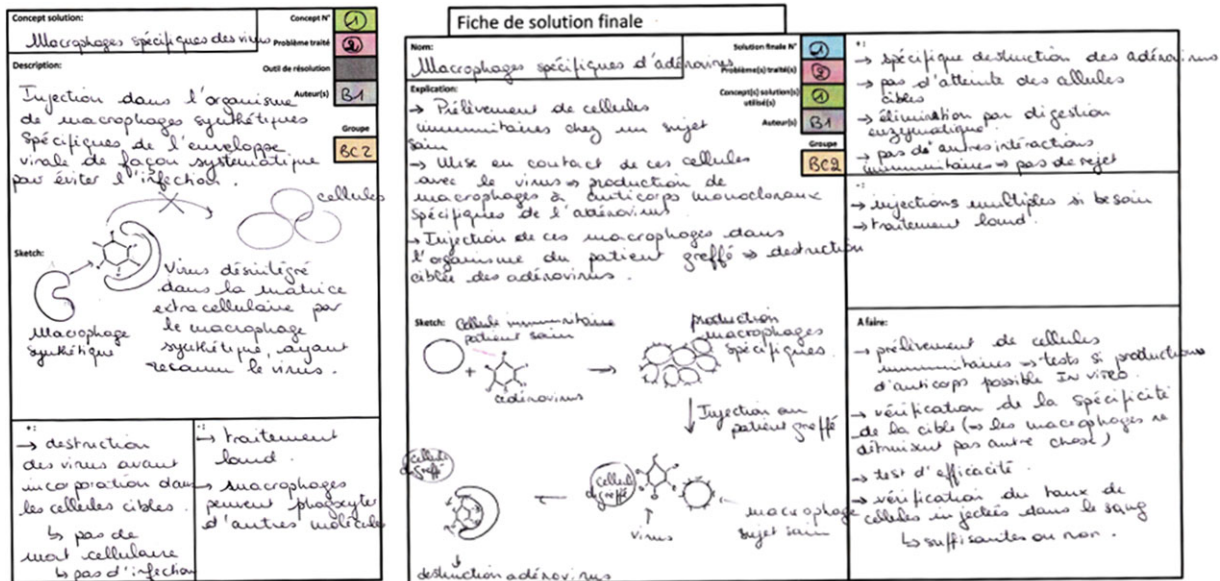 Concept solution:
Concept N° 1
Macrophages spécifiques des virus
Problème traité 2
Description:
Outil de résolution
Injection dans l'organisme
Auteur(s) B1
de macrophages synthétiques
spécifiques de l'enveloppe
Groupe
virale de façon systématique
BC2
pour éviter l'infection.
cellules
Sketch:
Virus désintégré
dans la matrice
extracellulaire par
le macrophage
synthétique, ayant
reconnu le virus.
Macrophage
synthétique
+:
→ destruction
des virus avant
incorporation dans
les cellules cibles.
↳ pas de
mort cellulaire
↳ pas d'infection
-:
→ traitement
lourd.
→ macrophages
peuvent phagocyter
d'autres molécules
Fiche de solution finale
Nom:
Solution finale N° 1
Macrophages spécifiques d'adénovirus
Problème(s) traité(s) 2
Explication:
Concept(s) solution(s)
utilisé(s) 1
→ Prélèvement de cellules
Auteur(s) B1
immunitaires chez un sujet
Groupe
sain
BC2
→ Mise en contact de ces cellules
avec le virus ⇒ production de
macrophages à anticorps monoclonaux
spécifiques de l'adénovirus
→ Injection de ces macrophages dans
l'organisme du patient greffé ⇒ destruction
ciblée des adénovirus.
Sketch:
Cellule immunitaire
patient sain
+
adénovirus
production
macrophages
spécifiques.
Injection au
patient greffé
cellule
du greffé
virus
macrophage
sujet sain
cellule
du greffé
destruction adénovirus
+:
→ spécifique destruction des adénovirus
→ pas d'atteinte des cellules
cibles
→ élimination par digestion
enzymatique.
→ pas de autres intéractions
immunitaires ⇒ pas de rejet
-:
→ injections multiples si besoin
→ traitement lourd.
A faire:
→ prélèvement de cellules
immunitaires → tests si productions
d'anticorps possible IN VITRO.
→ vérification de la spécificité
de la cible (⇒ les macrophages ne
détruisent pas autre chose)
→ test d'efficacité.
→ vérification du taux de
cellules injectées dans le sang
↳ suffisantes ou non.